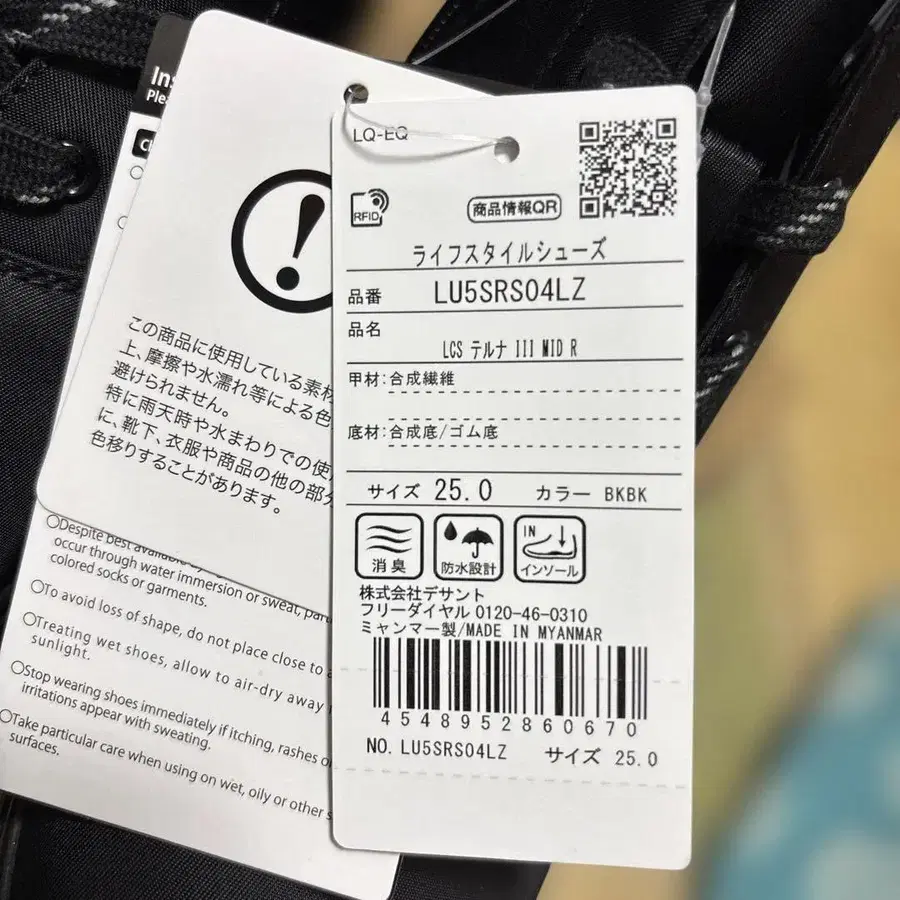 LQ-EQ
RFID
商品情報QR
ライフスタイルシューズ
品番 LU5SRS04LZ
品名
LCS テルナ III MID R
甲材:合成繊維
底材:合成底/ゴム底
サイズ 25.0 カラー BKBK
消臭
防水設計
IN
インソール
株式会社デサント
フリーダイヤル 0120-46-0310
ミャンマー製/MADE IN MYANMAR
4548952860670
NO. LU5SRS04LZ サイズ 25.0
この商品に使用している素材
上、摩擦や水濡れ等による色
避けられません。
特に雨天時や水まわりでの使
に、靴下、衣服や商品の他の部分
色移りすることがあります。
○Despite best available
occur through water immersion or sweat,
colored socks or garments.
○To avoid loss of shape, do not place close to
○Treating wet shoes, allow to air-dry away
sunlight.
○Stop wearing shoes immediately if itching, rashes
irritations appear with sweating.
○Take particular care when using on wet, oily or other
surfaces.